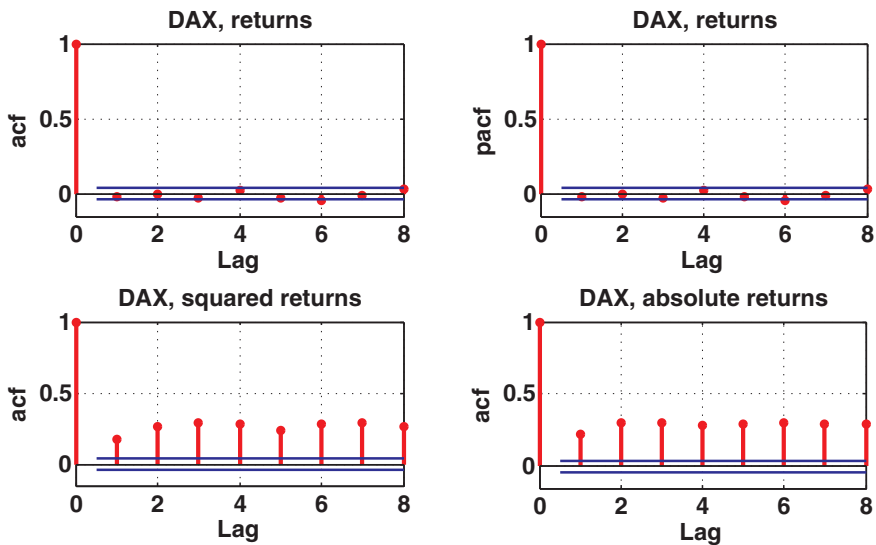 DAX, returns
1
0.5
0
acf
0 2 4 6 8
Lag
DAX, returns
1
0.5
0
pacf
0 2 4 6 8
Lag
DAX, squared returns
1
0.5
0
acf
0 2 4 6 8
Lag
DAX, absolute returns
1
0.5
0
acf
0 2 4 6 8
Lag